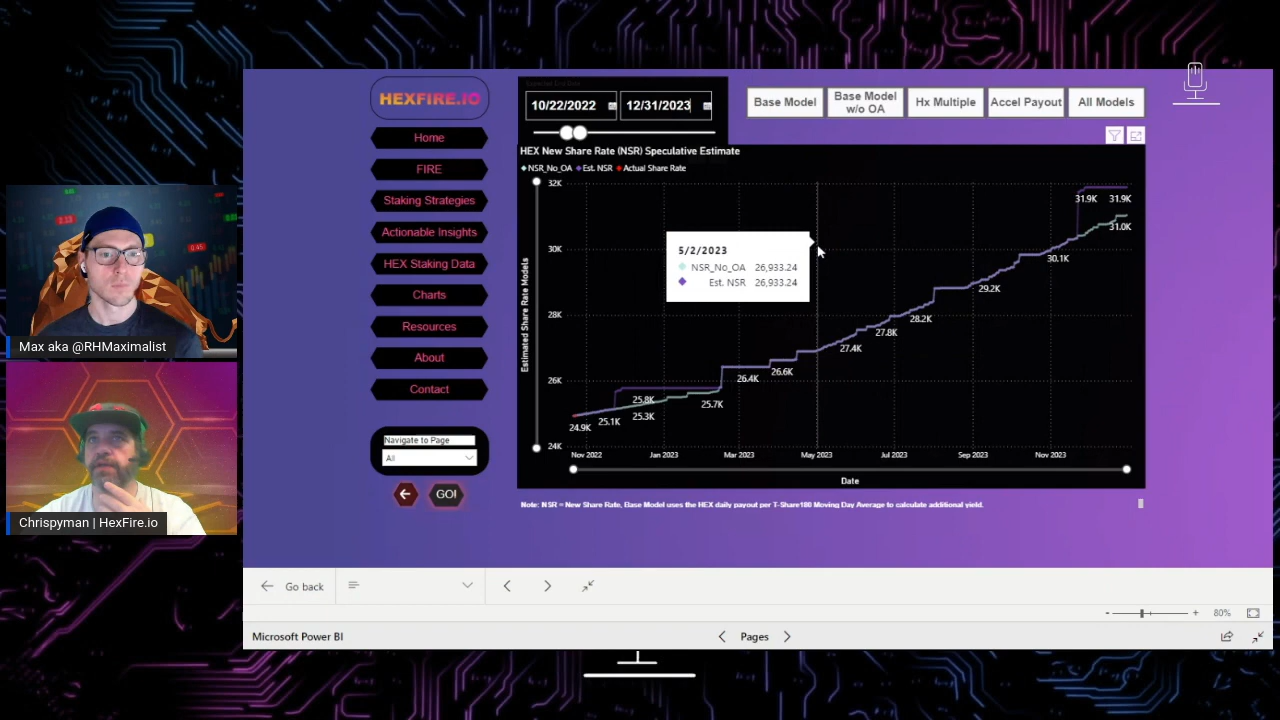 HEXFIRE.IO
Home
FIRE
Staking Strategies
Actionable Insights
HEX Staking Data
Charts
Resources
About
Contact
Navigate to Page
All
GO!
10/22/2022
12/31/2023
Base Model
Base Model
w/o OA
Hx Multiple
Accel Payout
All Models
HEX New Share Rate (NSR) Speculative Estimate
NSR_No_OA Est. NSR Actual Share Rate
Estimated Share Rate Models
32K
30K
28K
26K
24K
5/2/2023
NSR_No_OA 26,933.24
Est. NSR 26,933.24
24.9K
25.1K
25.8K
25.3K
25.7K
26.4K
26.6K
27.4K
27.8K
28.2K
29.2K
30.1K
31.9K
31.9K
31.0K
Nov 2022 Jan 2023 Mar 2023 May 2023 Jul 2023 Sep 2023 Nov 2023
Date
Note: NSR = New Share Rate, Base Model uses the HEX daily payout per T-Share180 Moving Day Average to calculate additional yield.
Max aka @RHMaximalist
Chrispyman | HexFire.io
Go back
- + 80%
Microsoft Power BI
Pages